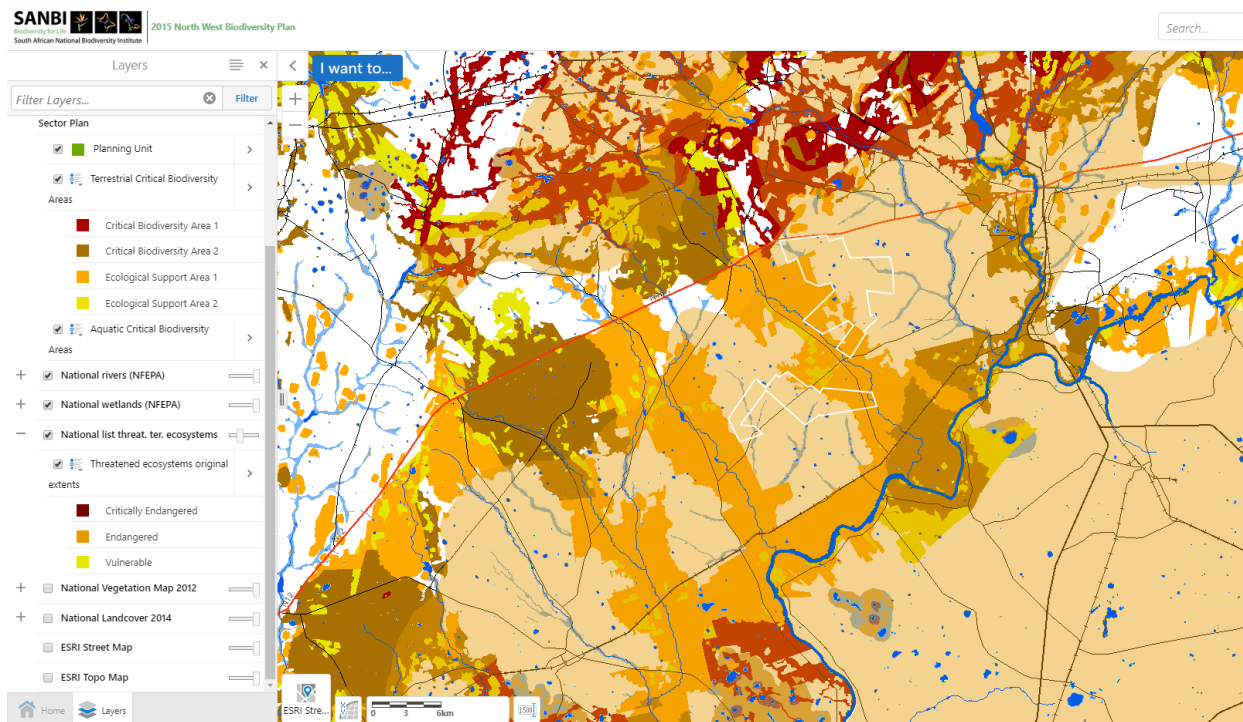 SANBI
Biodiversity for Life
South African National Biodiversity Institute
2015 North West Biodiversity Plan
Search...
Layers
I want to...
Filter Layers...
Filter
Sector Plan
Planning Unit
Terrestrial Critical Biodiversity
Areas
Critical Biodiversity Area 1
Critical Biodiversity Area 2
Ecological Support Area 1
Ecological Support Area 2
Aquatic Critical Biodiversity
Areas
National rivers (NFEPA)
National wetlands (NFEPA)
National list threat. ter. ecosystems
Threatened ecosystems original
extents
Critically Endangered
Endangered
Vulnerable
National Vegetation Map 2012
National Landcover 2014
ESRI Street Map
ESRI Topo Map
N12
ESRI Stre...
0 3 6km
Home
Layers